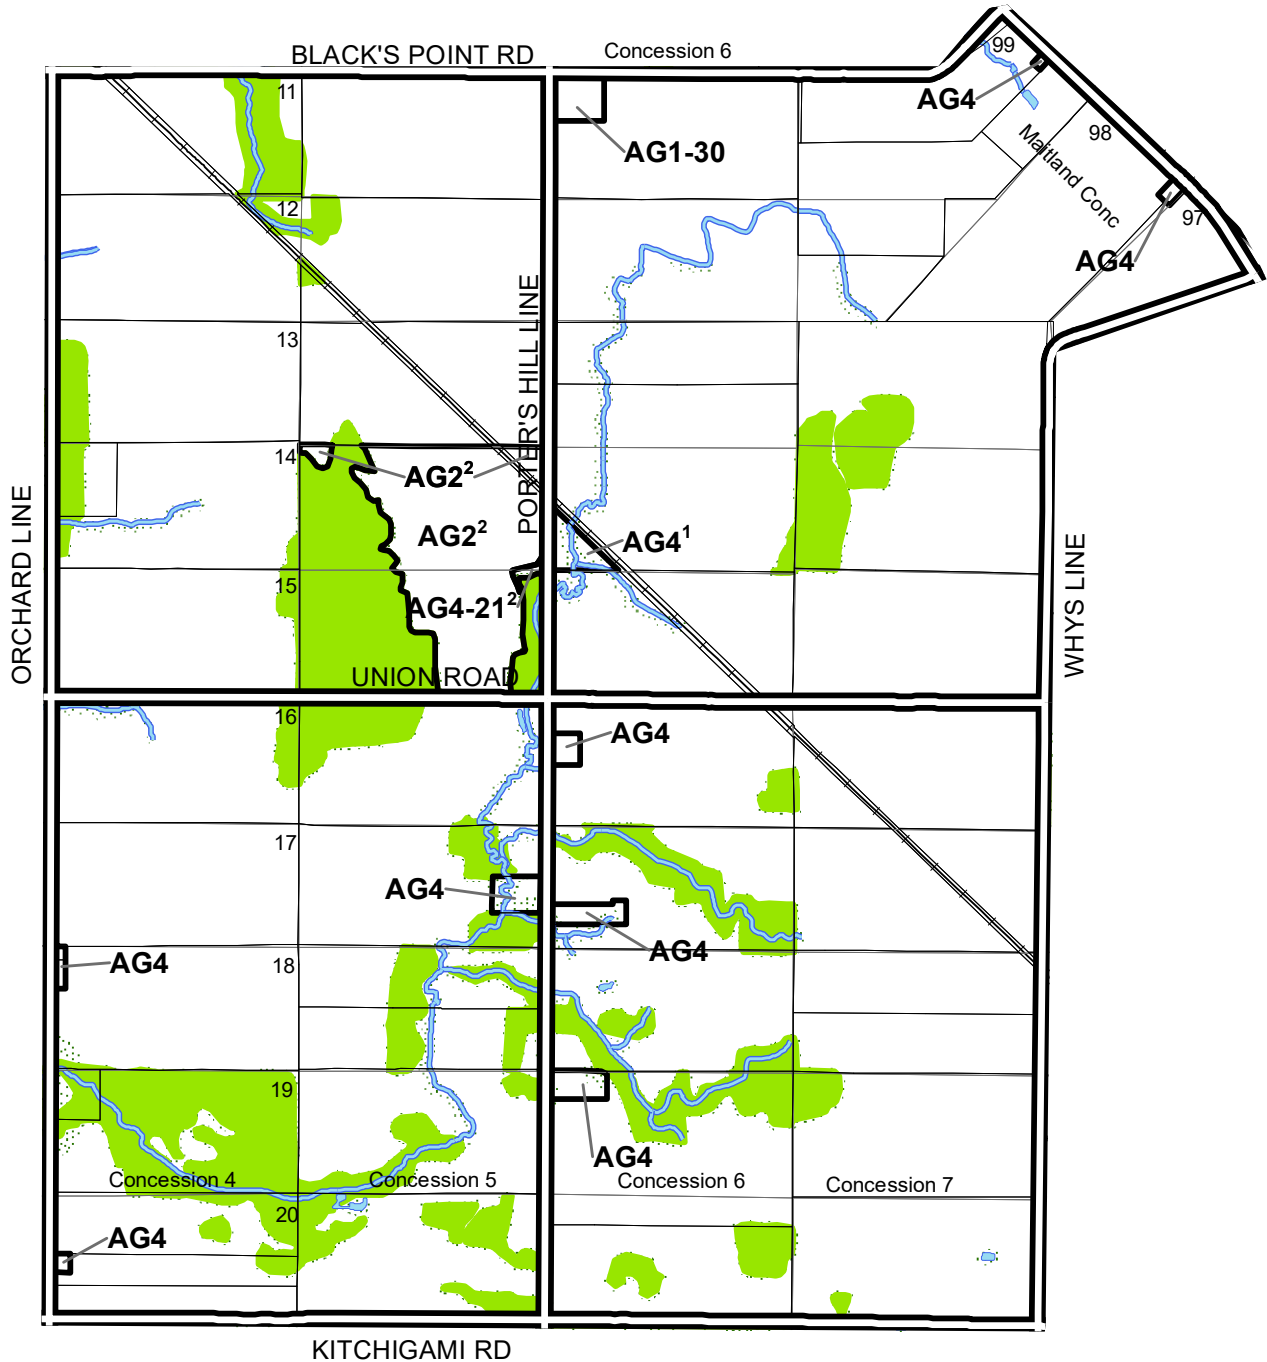 BLACK'S POINT RD
Concession 6
99
11
AG4
98
AG1-30
Maitland Conc
12
97
AG4
PORTER'S HILL LINE
13
14
AG2²
AG2²
AG4¹
ORCHARD LINE
WHYS LINE
15
AG4-21²
UNION ROAD
16
AG4
17
AG4
AG4
AG4
18
19
AG4
Concession 4
Concession 5
Concession 6
Concession 7
20
AG4
KITCHIGAMI RD